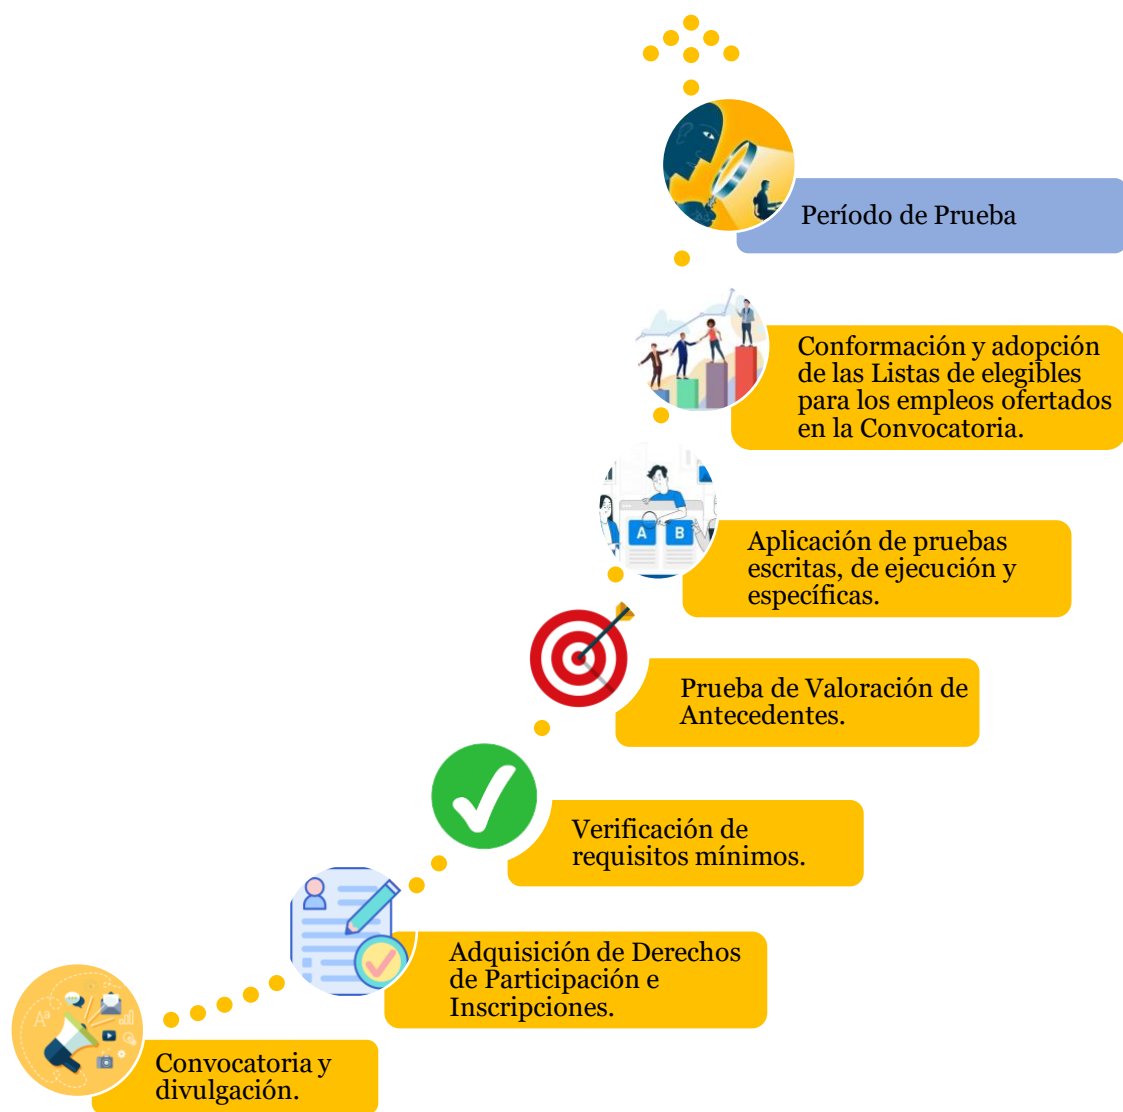 Período de Prueba
Conformación y adopción
de las Listas de elegibles
para los empleos ofertados
en la Convocatoria.
A B
Aplicación de pruebas
escritas, de ejecución y
específicas.
Prueba de Valoración de
Antecedentes.
Verificación de
requisitos mínimos.
Adquisición de Derechos
de Participación e
Inscripciones.
Aª
Convocatoria y
divulgación.